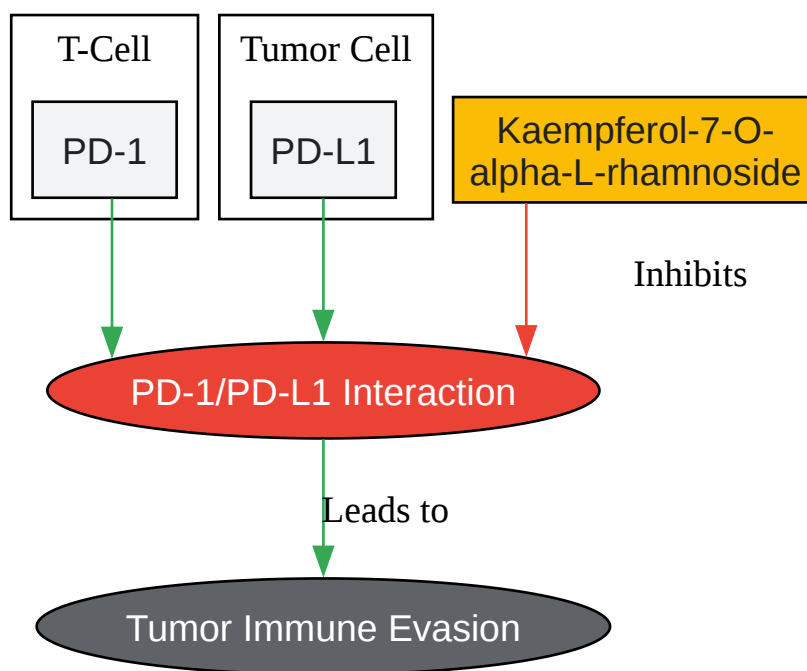 T-Cell
Tumor Cell
PD-1
PD-L1
Kaempferol-7-O-
alpha-L-rhamnoside
Inhibits
PD-1/PD-L1 Interaction
Leads to
Tumor Immune Evasion